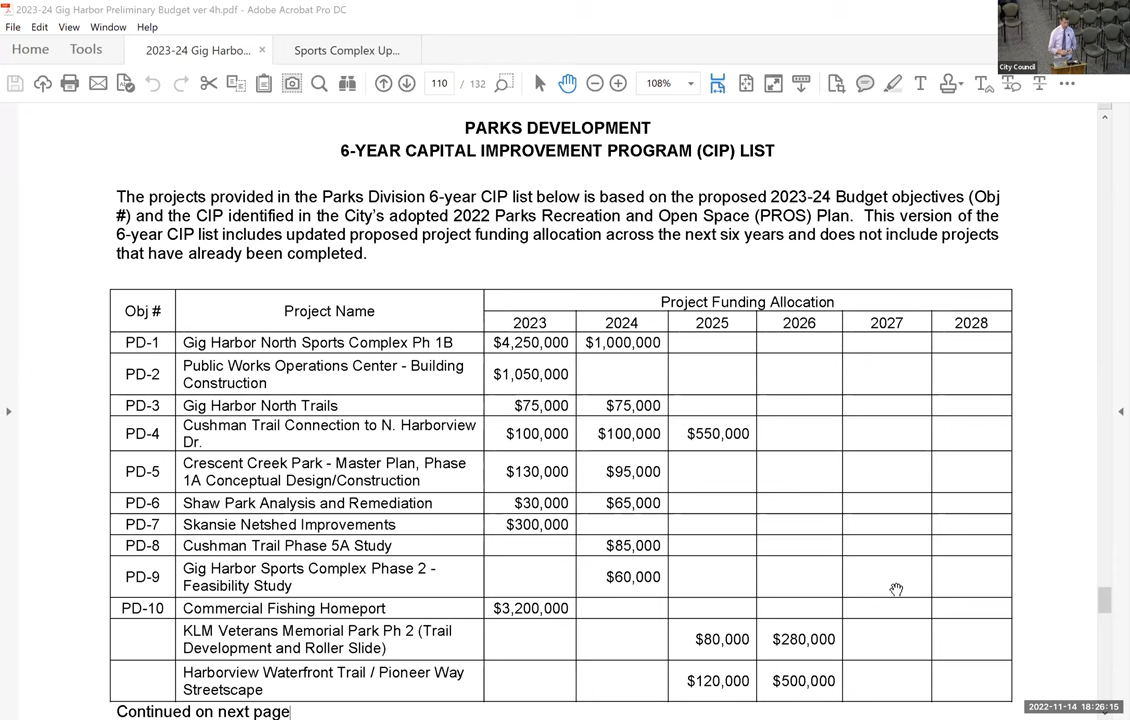 2023-24 Gig Harbor Preliminary Budget ver 4h.pdf - Adobe Acrobat Pro DC
File Edit View Window Help
Home Tools 2023-24 Gig Harbo... × Sports Complex Up...
110 / 132 108%
City Council
PARKS DEVELOPMENT
6-YEAR CAPITAL IMPROVEMENT PROGRAM (CIP) LIST
The projects provided in the Parks Division 6-year CIP list below is based on the proposed 2023-24 Budget objectives (Obj
#) and the CIP identified in the City's adopted 2022 Parks Recreation and Open Space (PROS) Plan. This version of the
6-year CIP list includes updated proposed project funding allocation across the next six years and does not include projects
that have already been completed.
Obj # Project Name Project Funding Allocation
2023 2024 2025 2026 2027 2028
PD-1 Gig Harbor North Sports Complex Ph 1B $4,250,000 $1,000,000
PD-2 Public Works Operations Center - Building
Construction $1,050,000
PD-3 Gig Harbor North Trails $75,000 $75,000
PD-4 Cushman Trail Connection to N. Harborview
Dr. $100,000 $100,000 $550,000
PD-5 Crescent Creek Park - Master Plan, Phase
1A Conceptual Design/Construction $130,000 $95,000
PD-6 Shaw Park Analysis and Remediation $30,000 $65,000
PD-7 Skansie Netshed Improvements $300,000
PD-8 Cushman Trail Phase 5A Study $85,000
PD-9 Gig Harbor Sports Complex Phase 2 -
Feasibility Study $60,000
PD-10 Commercial Fishing Homeport $3,200,000
KLM Veterans Memorial Park Ph 2 (Trail
Development and Roller Slide) $80,000 $280,000
Harborview Waterfront Trail / Pioneer Way
Streetscape $120,000 $500,000
Continued on next page
2022-11-14 18:26:15